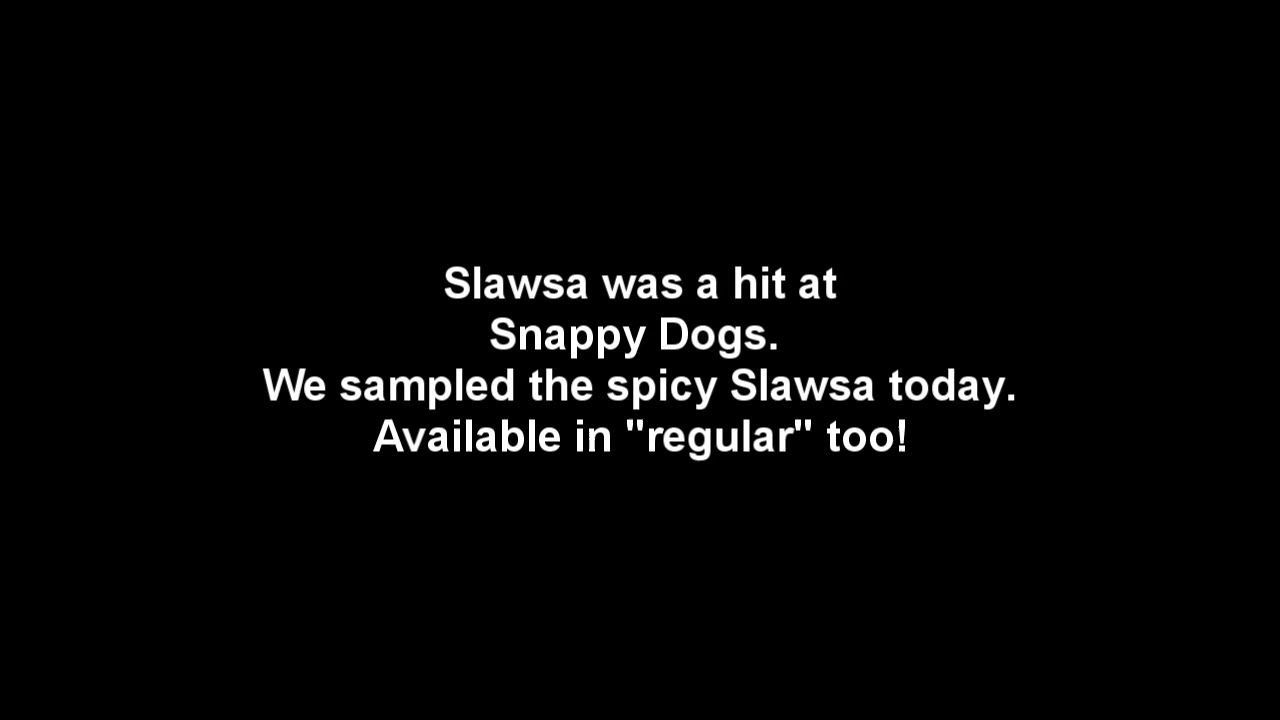 Slawsa was a hit at
Snappy Dogs.
We sampled the spicy Slawsa today.
Available in "regular" too!